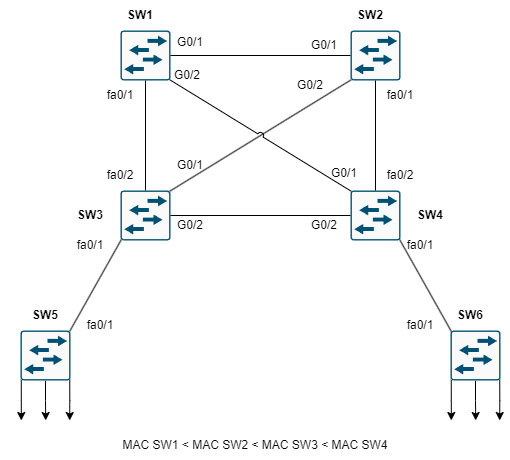 SW1 SW2
G0/1 G0/1
G0/2 G0/2
fa0/1 fa0/1
G0/1 G0/1
fa0/2 fa0/2
SW3 SW4
G0/2 G0/2
fa0/1 fa0/1
SW5 SW6
fa0/1 fa0/1
MAC SW1 < MAC SW2 < MAC SW3 < MAC SW4